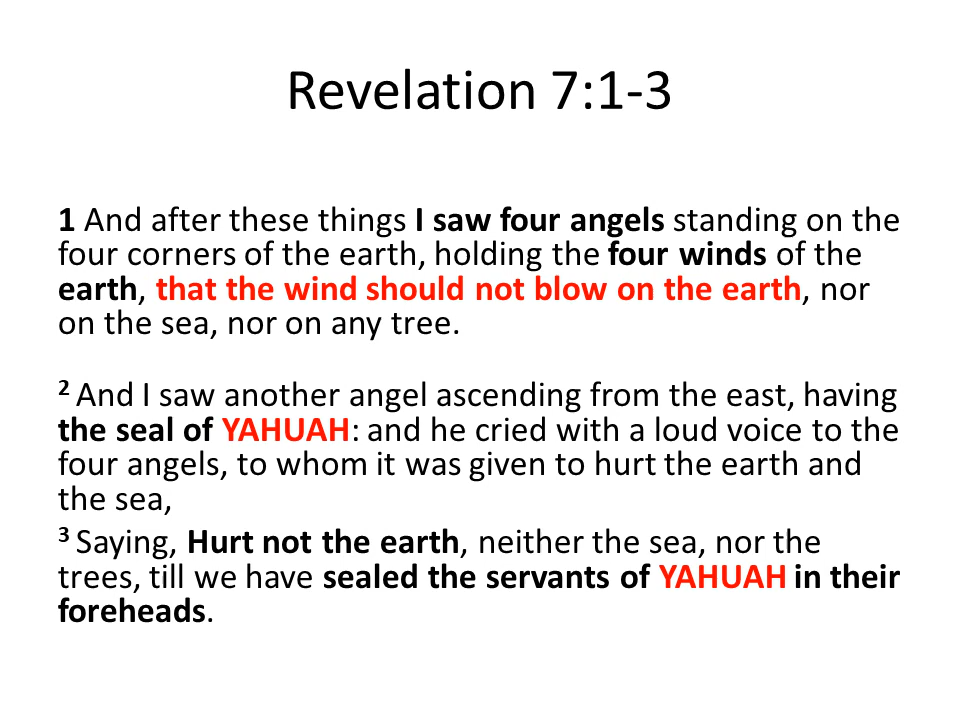 Revelation 7:1-3
1 And after these things I saw four angels standing on the
four corners of the earth, holding the four winds of the
earth, that the wind should not blow on the earth, nor
on the sea, nor on any tree.
2 And I saw another angel ascending from the east, having
the seal of YAHUAH: and he cried with a loud voice to the
four angels, to whom it was given to hurt the earth and
the sea,
3 Saying, Hurt not the earth, neither the sea, nor the
trees, till we have sealed the servants of YAHUAH in their
foreheads.